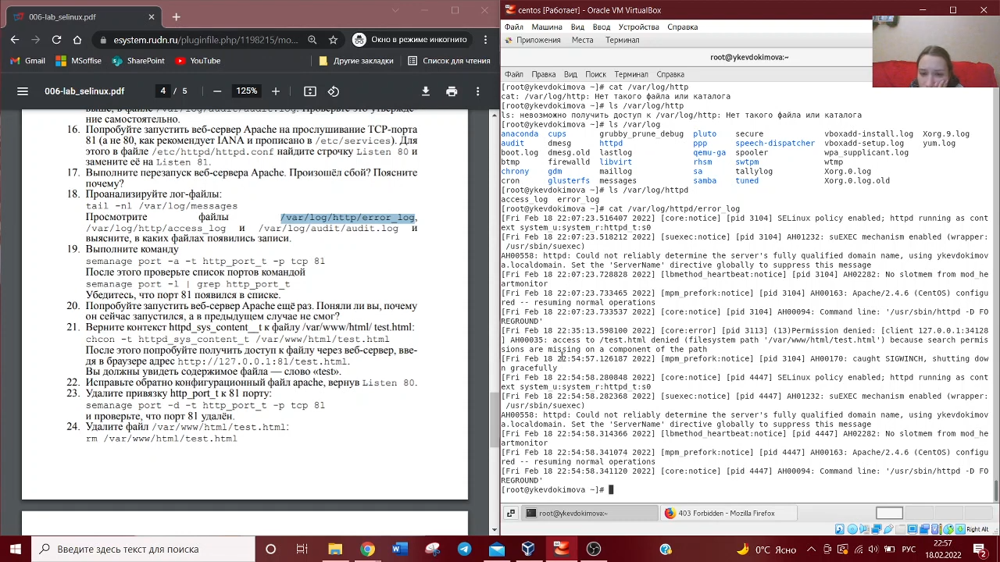 006-lab_selinux.pdf
esystem.rudn.ru/pluginfile.php/1198215/mo...
Окно в режиме инкогнито
Gmail
MSoffise
SharePoint
YouTube
Другие закладки
Список для чтения
006-lab_selinux.pdf
4 / 5
125%
ние самостоятельно.
16. Попробуйте запустить веб-сервер Apache на прослушивание TCP-порта
81 (а не 80, как рекомендует IANA и прописано в /etc/services). Для
этого в файле /etc/httpd/httpd.conf найдите строчку Listen 80 и
замените её на Listen 81.
17. Выполните перезапуск веб-сервера Apache. Произошёл сбой? Поясните
почему?
18. Проанализируйте лог-файлы:
tail -nl /var/log/messages
Просмотрите файлы /var/log/http/error_log,
/var/log/http/access_log и /var/log/audit/audit.log и
выясните, в каких файлах появились записи.
19. Выполните команду
semanage port -a -t http_port_t -р tcp 81
После этого проверьте список портов командой
semanage port -l | grep http_port_t
Убедитесь, что порт 81 появился в списке.
20. Попробуйте запустить веб-сервер Apache ещё раз. Поняли ли вы, почему
он сейчас запустился, а в предыдущем случае не смог?
21. Верните контекст httpd_sys_cоntent__t к файлу /var/www/html/ test.html:
chcon -t httpd_sys_content_t /var/www/html/test.html
После этого попробуйте получить доступ к файлу через веб-сервер, вве-
дя в браузере адрес http://127.0.0.1:81/test.html.
Вы должны увидеть содержимое файла — слово «test».
22. Исправьте обратно конфигурационный файл apache, вернув Listen 80.
23. Удалите привязку http_port_t к 81 порту:
semanage port -d -t http_port_t -p tcp 81
и проверьте, что порт 81 удалён.
24. Удалите файл /var/www/html/test.html:
rm /var/www/html/test.html
centos [Работает] - Oracle VM VirtualBox
Файл Машина Вид Ввод Устройства Справка
Приложения Места Терминал
root@ykevdokimova:~
Файл Правка Вид Поиск Терминал Справка
[root@ykevdokimova ~]# cat /var/log/http
cat: /var/log/http: Нет такого файла или каталога
[root@ykevdokimova ~]# ls /var/log/http
ls: невозможно получить доступ к /var/log/http: Нет такого файла или каталога
[root@ykevdokimova ~]# ls /var/log
anaconda cups grubby_prune_debug pluto secure vboxadd-install.log Xorg.9.log
audit dmesg httpd ppp speech-dispatcher vboxadd-setup.log yum.log
boot.log dmesg.old lastlog qemu-ga spooler wpa_supplicant.log
btmp firewalld libvirt rhsm swtpm wtmp
chrony gdm maillog sa tallylog Xorg.0.log
cron glusterfs messages samba tuned Xorg.0.log.old
[root@ykevdokimova ~]# ls /var/log/httpd
access_log error_log
[root@ykevdokimova ~]# cat /var/log/httpd/error_log
[Fri Feb 18 22:07:23.516407 2022] [core:notice] [pid 3104] SELinux policy enabled; httpd running as cont
ext system_u:system_r:httpd_t:s0
[Fri Feb 18 22:07:23.518212 2022] [suexec:notice] [pid 3104] AH01232: suEXEC mechanism enabled (wrapper:
/usr/sbin/suexec)
AH00558: httpd: Could not reliably determine the server's fully qualified domain name, using ykevdokimov
a.localdomain. Set the 'ServerName' directive globally to suppress this message
[Fri Feb 18 22:07:23.728828 2022] [lbmethod_heartbeat:notice] [pid 3104] AH02282: No slotmem from mod_he
artmonitor
[Fri Feb 18 22:07:23.733465 2022] [mpm_prefork:notice] [pid 3104] AH00163: Apache/2.4.6 (CentOS) configu
red -- resuming normal operations
[Fri Feb 18 22:07:23.733537 2022] [core:notice] [pid 3104] AH00094: Command line: '/usr/sbin/httpd -D FO
REGROUND'
[Fri Feb 18 22:35:13.598100 2022] [core:error] [pid 3113] (13)Permission denied: [client 127.0.0.1:34128
] AH00035: access to /test.html denied (filesystem path '/var/www/html/test.html') because search permis
sions are missing on a component of the path
[Fri Feb 18 22:54:57.126187 2022] [mpm_prefork:notice] [pid 3104] AH00170: caught SIGWINCH, shutting dow
n gracefully
[Fri Feb 18 22:54:58.280848 2022] [core:notice] [pid 4447] SELinux policy enabled; httpd running as cont
ext system_u:system_r:httpd_t:s0
[Fri Feb 18 22:54:58.282368 2022] [suexec:notice] [pid 4447] AH01232: suEXEC mechanism enabled (wrapper:
/usr/sbin/suexec)
AH00558: httpd: Could not reliably determine the server's fully qualified domain name, using ykevdokimov
a.localdomain. Set the 'ServerName' directive globally to suppress this message
[Fri Feb 18 22:54:58.314366 2022] [lbmethod_heartbeat:notice] [pid 4447] AH02282: No slotmem from mod_he
artmonitor
[Fri Feb 18 22:54:58.341074 2022] [mpm_prefork:notice] [pid 4447] AH00163: Apache/2.4.6 (CentOS) configu
red -- resuming normal operations
[Fri Feb 18 22:54:58.341120 2022] [core:notice] [pid 4447] AH00094: Command line: '/usr/sbin/httpd -D FO
REGROUND'
[root@ykevdokimova ~]#
root@ykevdokimova:~
403 Forbidden - Mozilla Firefox
Right Alt
Введите здесь текст для поиска
0°C Ясно
РУС
22:57
18.02.2022
2